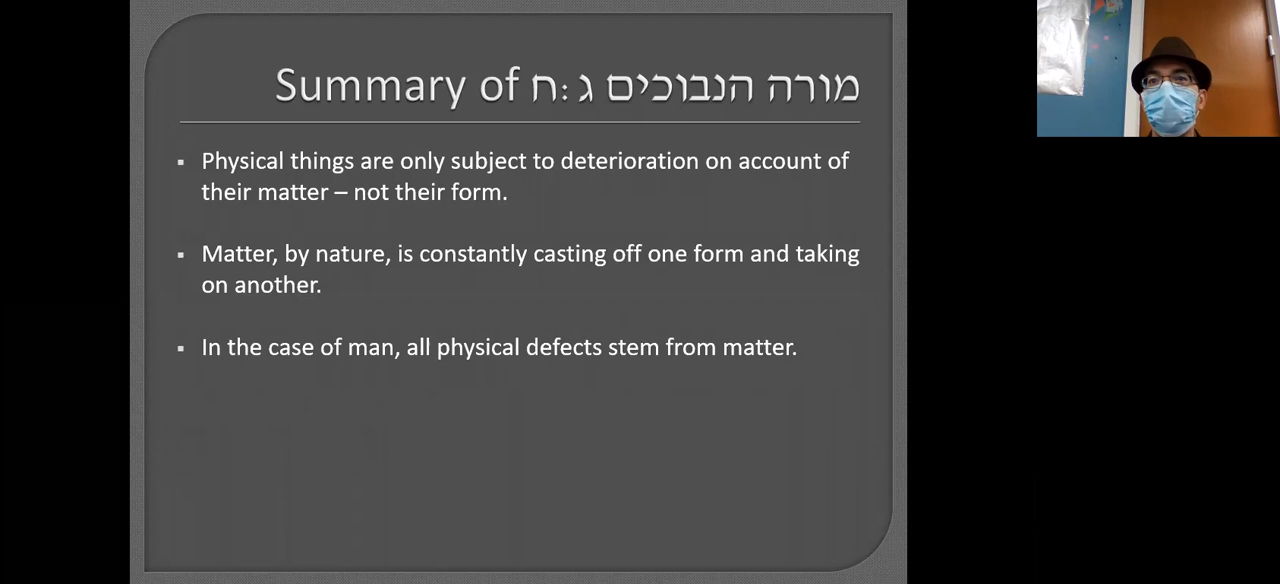 Summary of מורה הנבוכים ג :ח
▪ Physical things are only subject to deterioration on account of
their matter – not their form.
▪ Matter, by nature, is constantly casting off one form and taking
on another.
▪ In the case of man, all physical defects stem from matter.